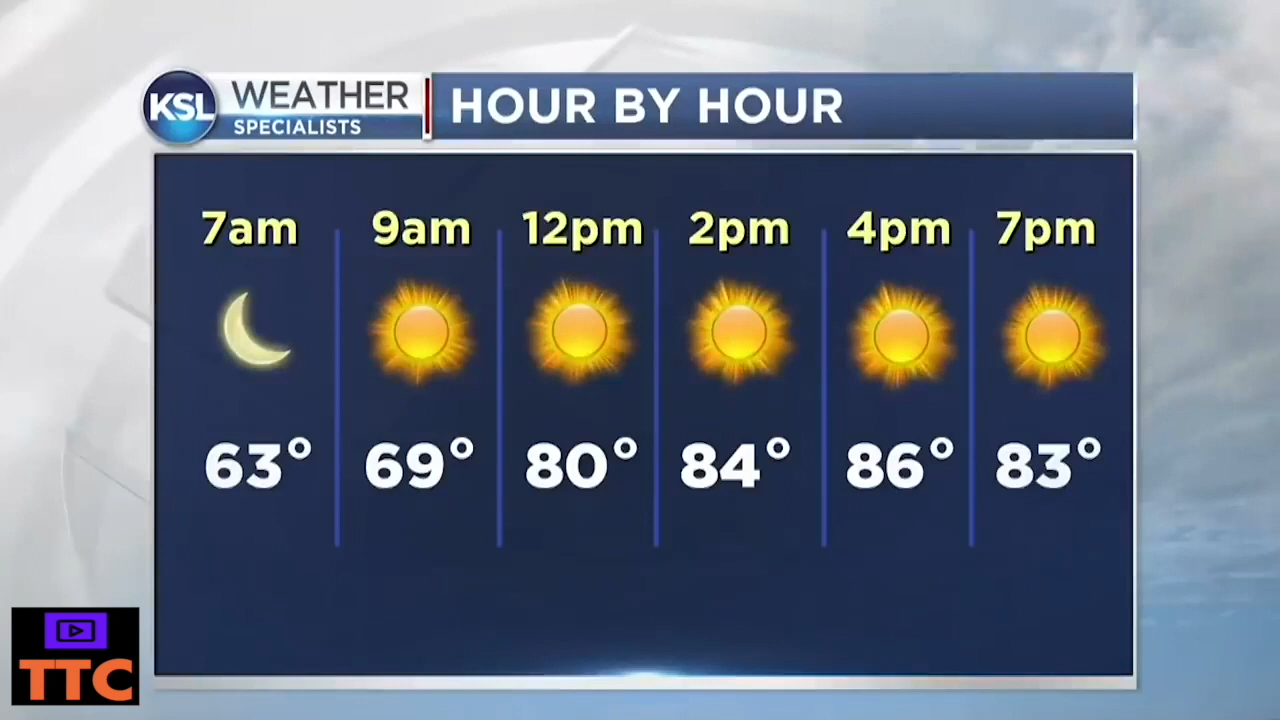 KSL WEATHER SPECIALISTS
HOUR BY HOUR
7am 9am 12pm 2pm 4pm 7pm
63° 69° 80° 84° 86° 83°
TTC